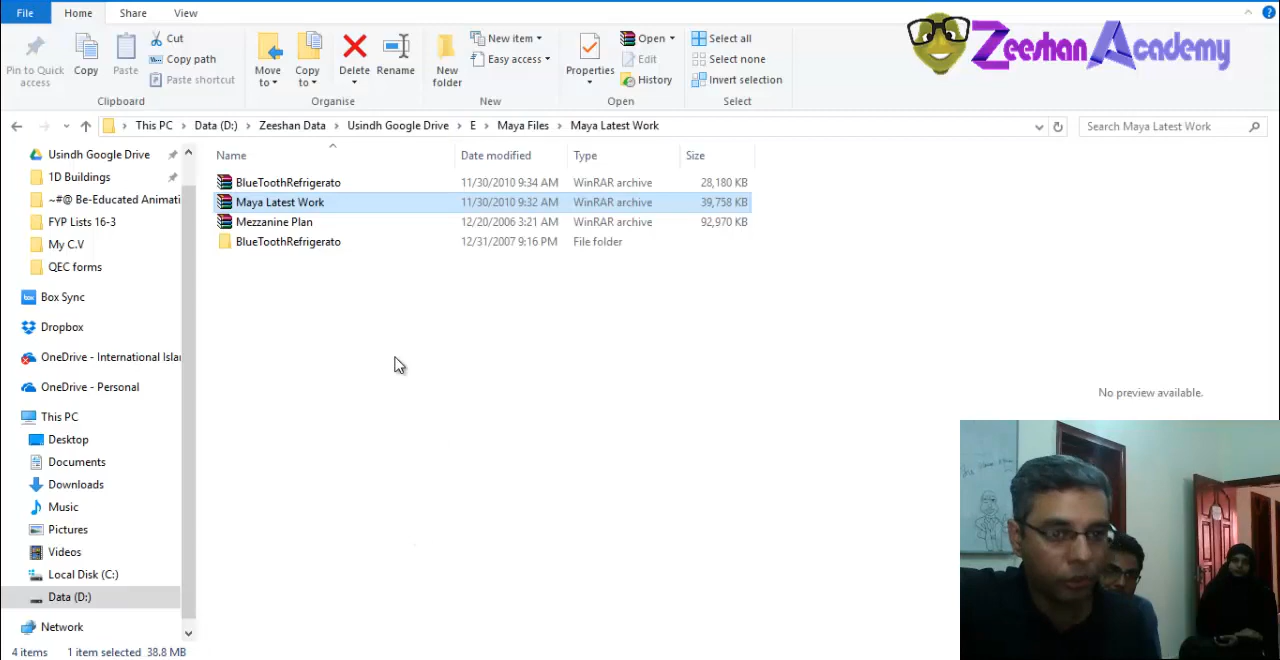 File Home Share View
Zeeshan Academy
Pin to Quick access
Copy
Paste
Cut
Copy path
Paste shortcut
Clipboard
Move to
Copy to
Delete
Rename
Organise
New folder
New item
Easy access
New
Properties
Open
Edit
History
Open
Select all
Select none
Invert selection
Select
This PC > Data (D:) > Zeeshan Data > Usindh Google Drive > E > Maya Files > Maya Latest Work
Search Maya Latest Work
Usindh Google Drive
1D Buildings
~#@ Be-Educated Animati
FYP Lists 16-3
My C.V
QEC forms
Box Sync
Dropbox
OneDrive - International Isla
OneDrive - Personal
This PC
Desktop
Documents
Downloads
Music
Pictures
Videos
Local Disk (C:)
Data (D:)
Network
Name Date modified Type Size
BlueToothRefrigerato 11/30/2010 9:34 AM WinRAR archive 28,180 KB
Maya Latest Work 11/30/2010 9:32 AM WinRAR archive 39,758 KB
Mezzanine Plan 12/20/2006 3:21 AM WinRAR archive 92,970 KB
BlueToothRefrigerato 12/31/2007 9:16 PM File folder
No preview available.
4 items 1 item selected 38.8 MB